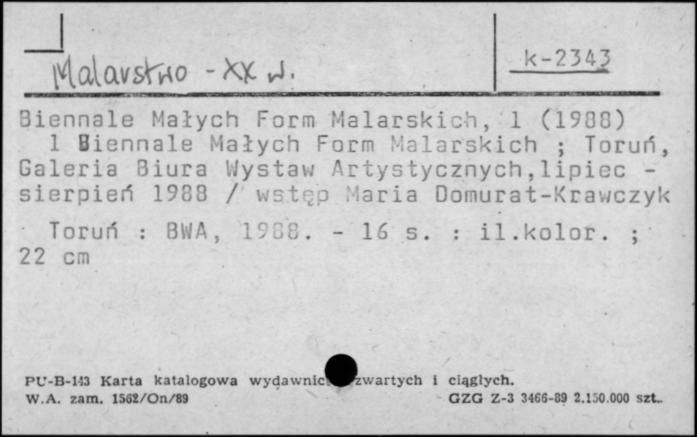 Malarstwo - XX w.
k-2343
Biennale Małych Form Malarskich, 1 (1988)
1 Biennale Małych Form Malarskich ; Toruń,
Galeria Biura Wystaw Artystycznych,lipiec -
sierpień 1988 / wstęp Maria Domurat-Krawczyk
Toruń : BWA, 1988. - 16 s. : il.kolor. ;
22 cm
PU-B-143 Karta katalogowa wydawnic zwartych i ciągłych.
W.A. zam. 1562/On/89 GZG Z-3 3466-89 2.150.000 szt.